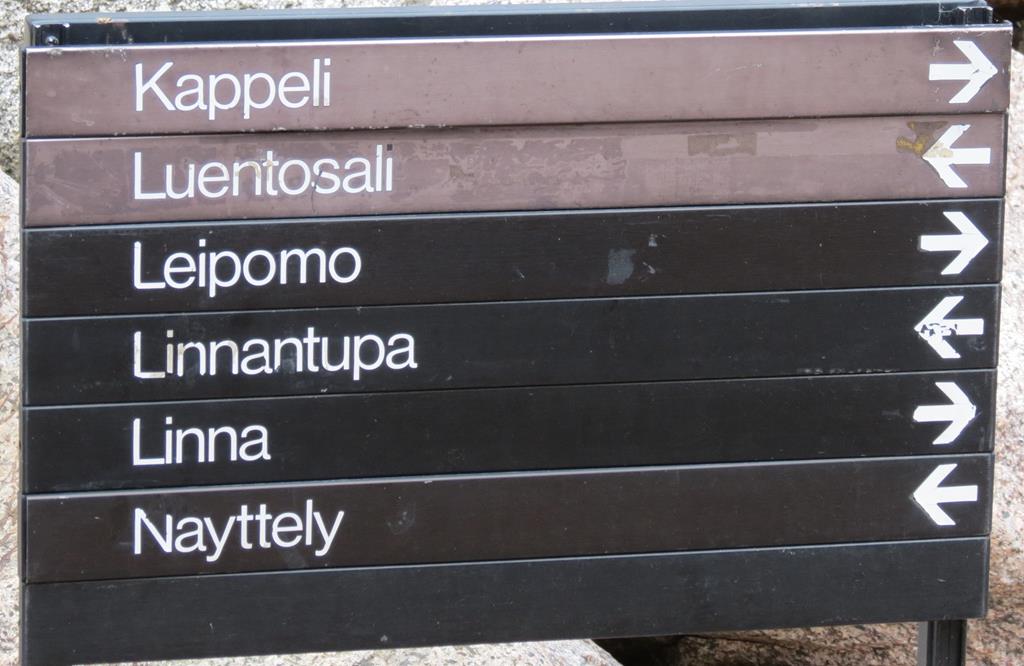 Kappeli
Luentosali
Leipomo
Linnantupa
Linna
Nayttely